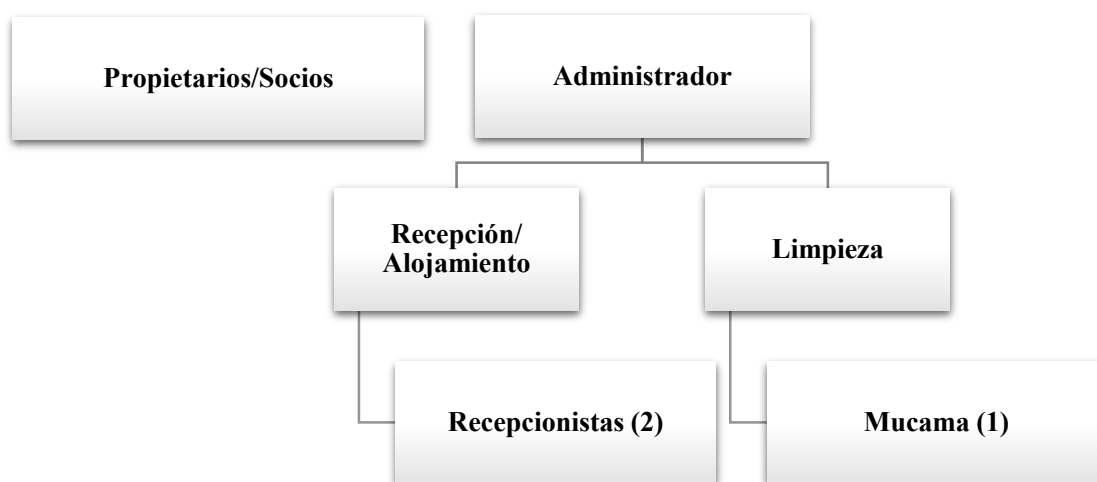 Propietarios/Socios
Administrador
Recepción/
Alojamiento
Limpieza
Recepcionistas (2)
Mucama (1)